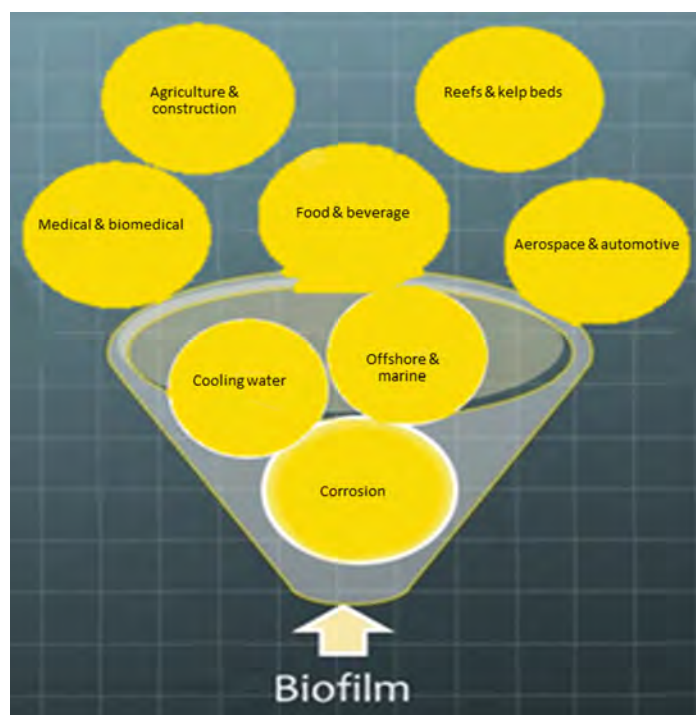 Agriculture &
construction
Reefs & kelp beds
Medical & biomedical
Food & beverage
Aerospace & automotive
Cooling water
Offshore &
marine
Corrosion
Biofilm